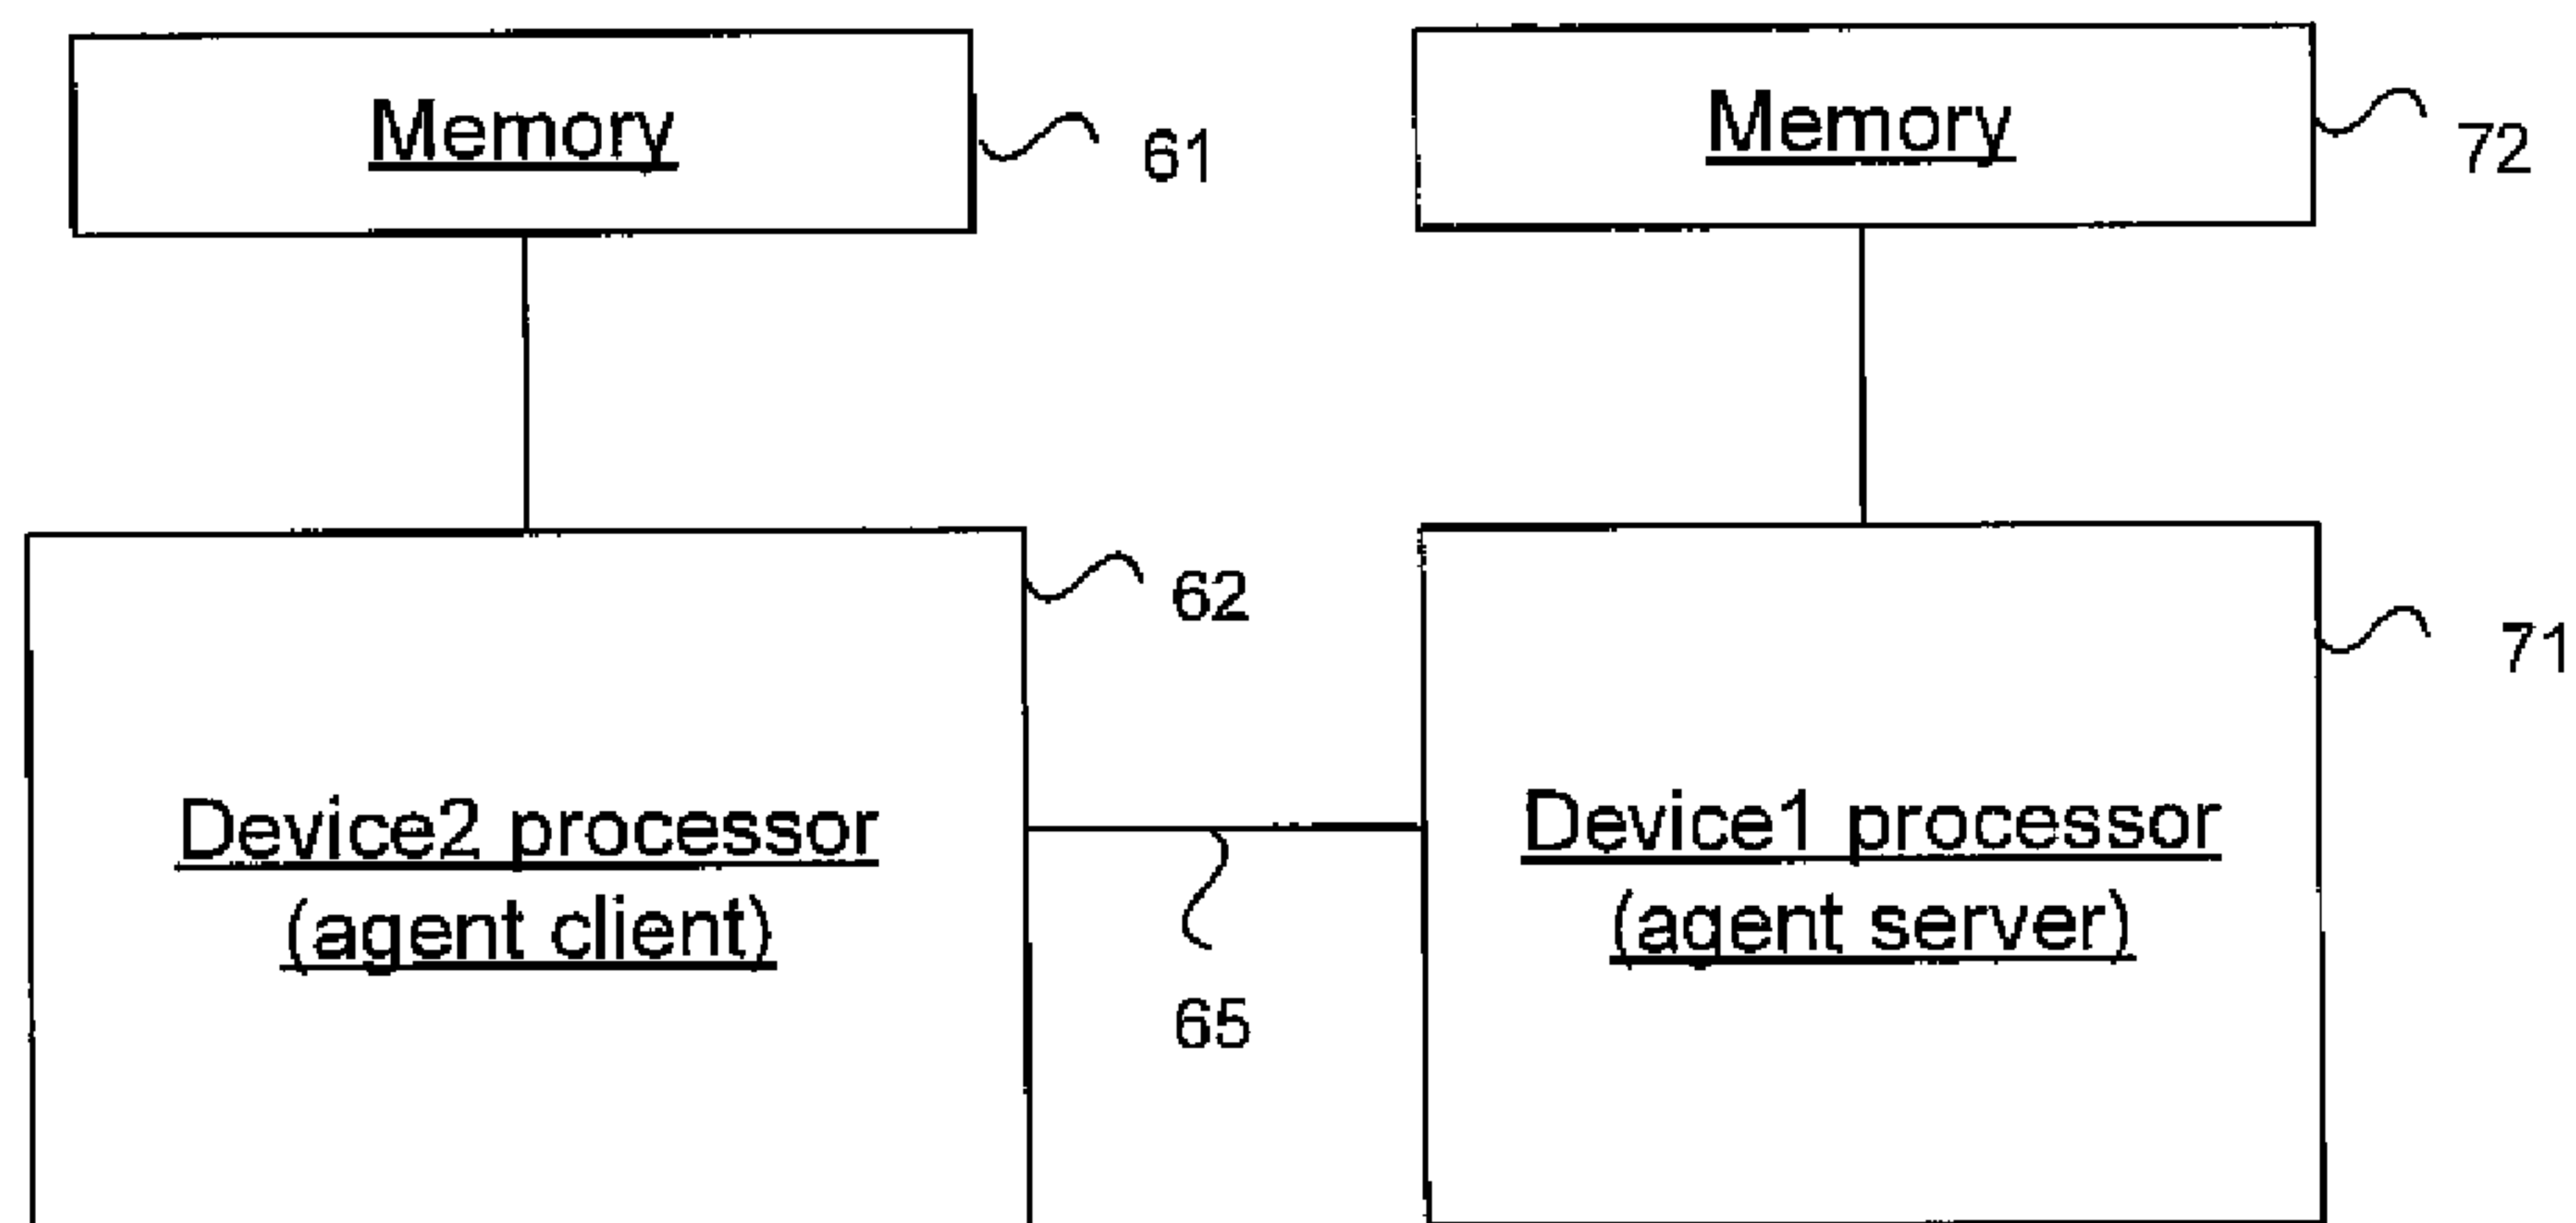 Memory
61
Memory
72
62
71
Device2 processor
(agent client)
Device1 processor
(agent server)
65